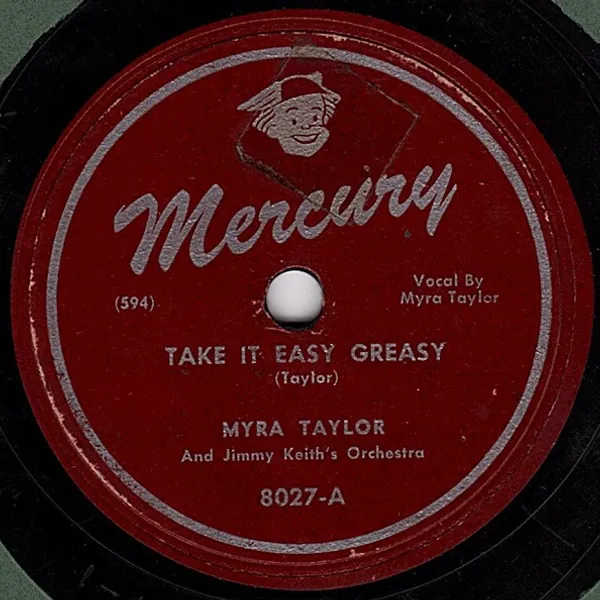 Mercury
Vocal By
(594) Myra Taylor
TAKE IT EASY GREASY
(Taylor)
MYRA TAYLOR
And Jimmy Keith's Orchestra
8027-A